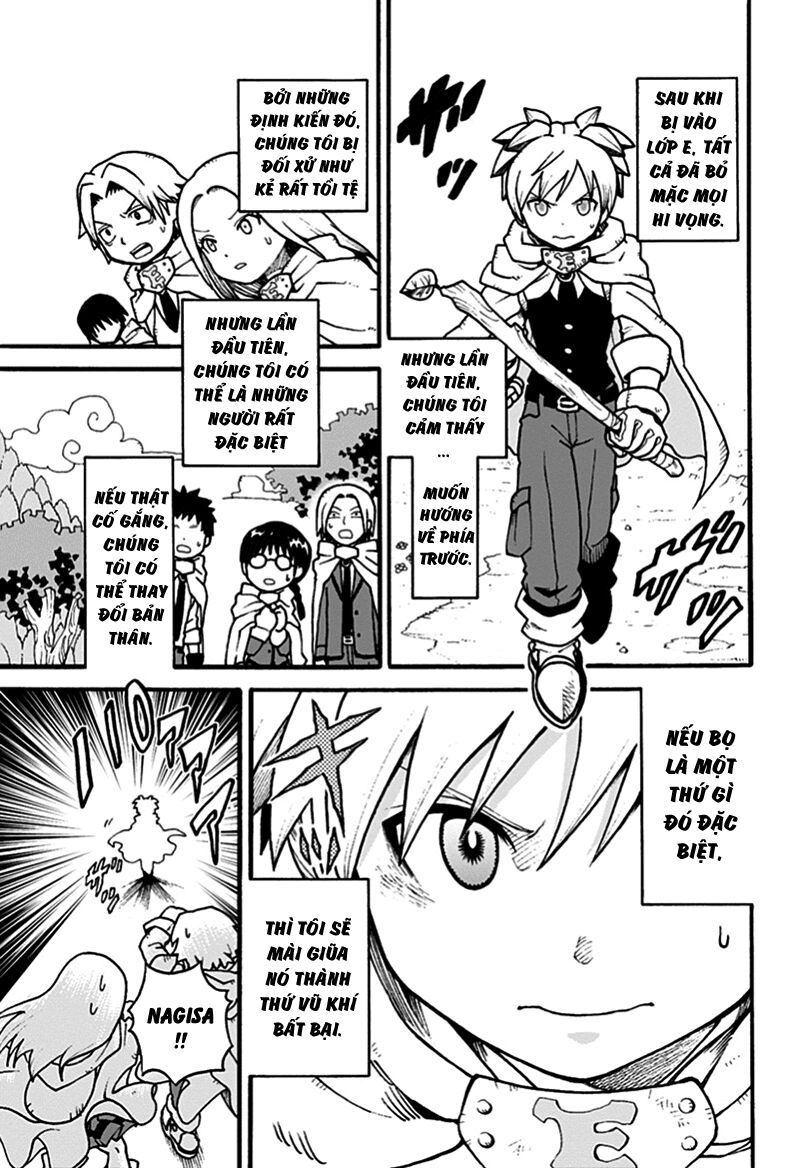 SAU KHI
BỊ VÀO
LỚP E, TẤT
CẢ ĐÃ BỎ
MẶC MỌI
HI VỌNG.
NHƯNG LẦN
ĐẦU TIÊN,
CHÚNG TÔI
CẢM THẤY
...
MUỐN
HƯỚNG
VỀ PHÍA
TRƯỚC.
BỞI NHỮNG
ĐỊNH KIẾN ĐÓ,
CHÚNG TÔI BỊ
ĐỐI XỬ NHƯ
KẺ RẤT TỒI TỆ
NHƯNG LẦN
ĐẦU TIÊN,
CHÚNG TÔI CÓ
THỂ LÀ NHỮNG
NGƯỜI RẤT
ĐẶC BIỆT
NẾU THẬT
CỐ GẮNG,
CHÚNG
TÔI CÓ
THỂ THAY
ĐỔI BẢN
THÂN.
NẾU BỌ
LÀ MỘT
THỨ GÌ
ĐÓ ĐẶC
BIỆT,
THÌ TÔI SẼ
MÀI GIŨA
NÓ THÀNH
THỨ VŨ KHÍ
BẤT BẠI.
E
NAGISA
!!